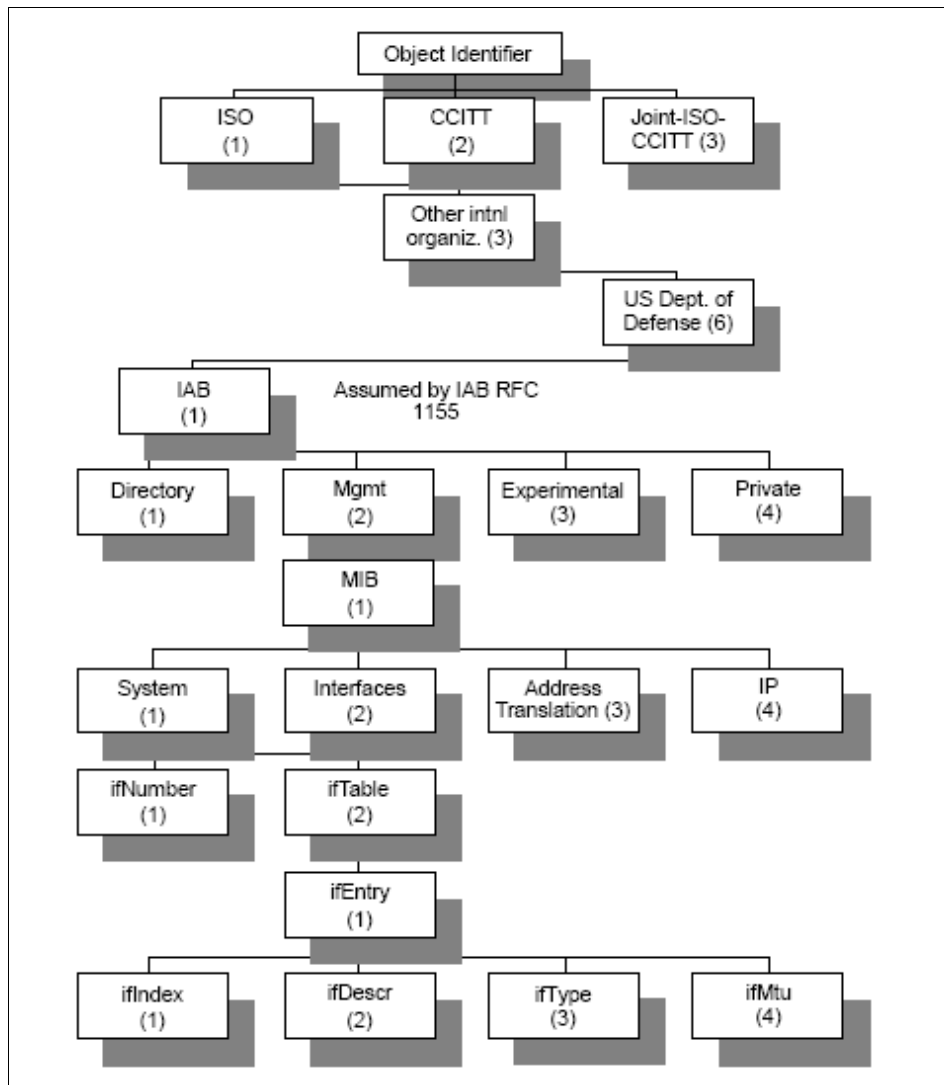 Object Identifier
ISO
(1)
CCITT
(2)
Joint-ISO-
CCITT (3)
Other intnl
organiz. (3)
US Dept. of
Defense (6)
IAB
(1)
Assumed by IAB RFC
1155
Directory
(1)
Mgmt
(2)
Experimental
(3)
Private
(4)
MIB
(1)
System
(1)
Interfaces
(2)
Address
Translation (3)
IP
(4)
ifNumber
(1)
ifTable
(2)
ifEntry
(1)
ifIndex
(1)
ifDescr
(2)
ifType
(3)
ifMtu
(4)